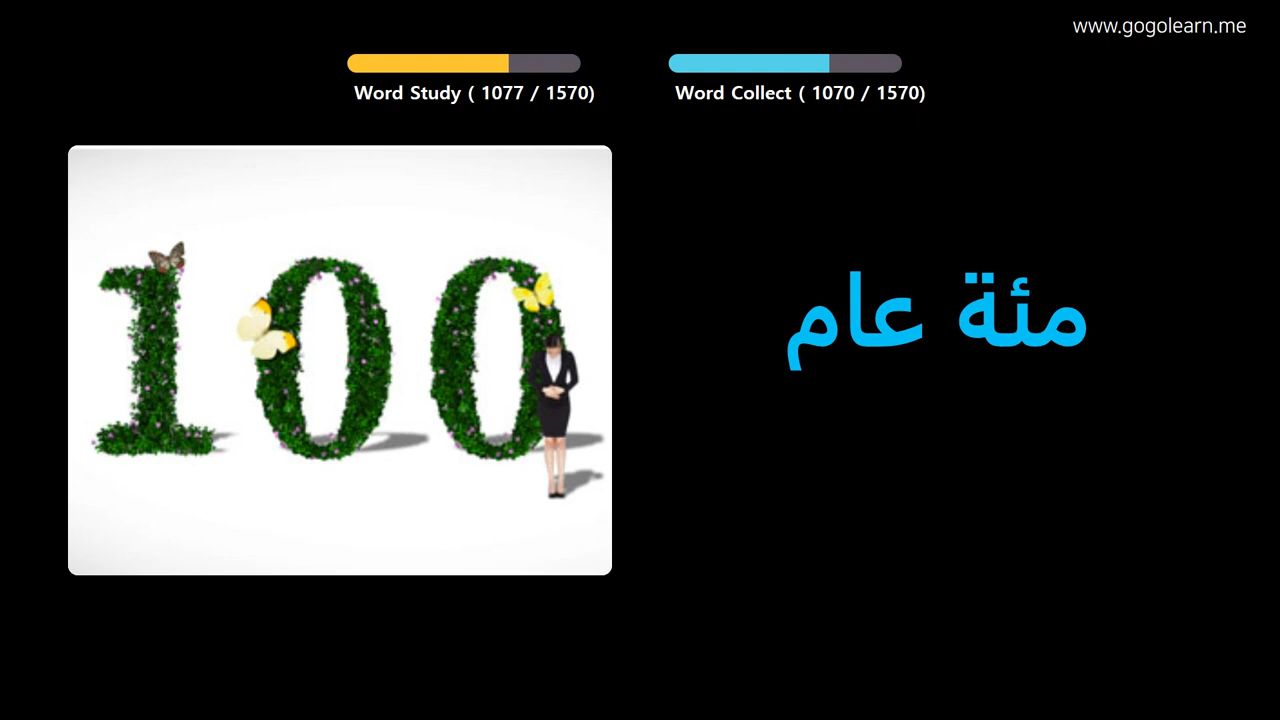 www.gogolearn.me
Word Study ( 1077 / 1570)
Word Collect ( 1070 / 1570)
100
مئة عام